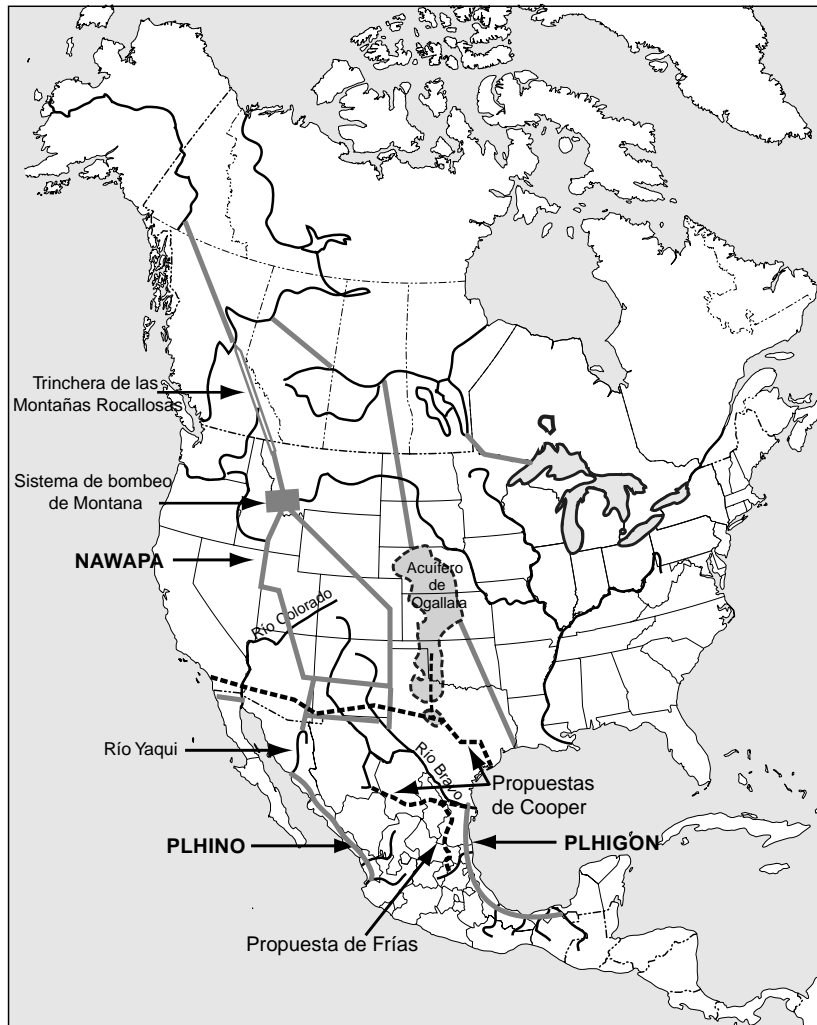 Trinchera de las
Montañas Rocallosas
Sistema de bombeo
de Montana
NAWAPA
Acuífero
de
Ogallala
Río Colorado
Río Yaqui
Río Bravo
Propuestas
de Cooper
PLHINO
PLHIGON
Propuesta de Frías